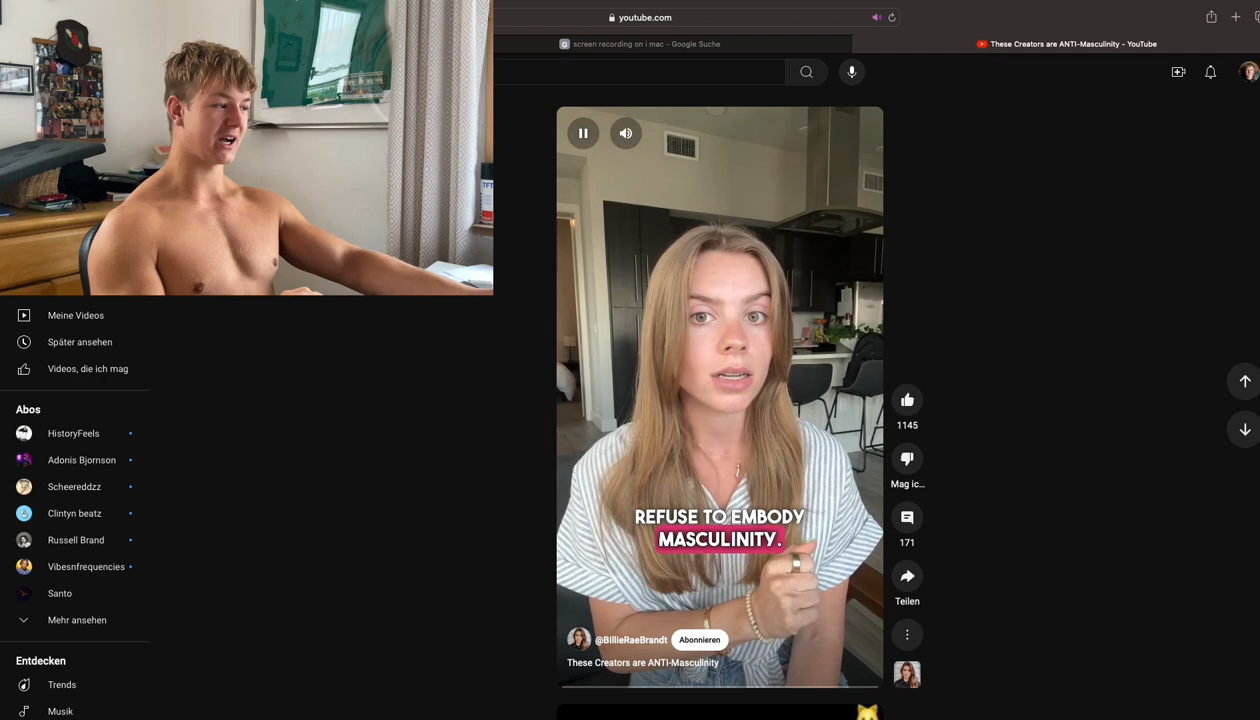 youtube.com
G screen recording on i mac - Google Suche
These Creators are ANTI-Masculinity - YouTube
TFT
Meine Videos
Später ansehen
Videos, die ich mag
Abos
HistoryFeels
Adonis Bjornson
Scheereddzz
Clintyn beatz
Russell Brand
Vibesnfrequencies
Santo
Mehr ansehen
Entdecken
Trends
Musik
REFUSE TO EMBODY
MASCULINITY.
@BillieRaeBrandt Abonnieren
These Creators are ANTI-Masculinity
1145
Mag ic...
171
Teilen